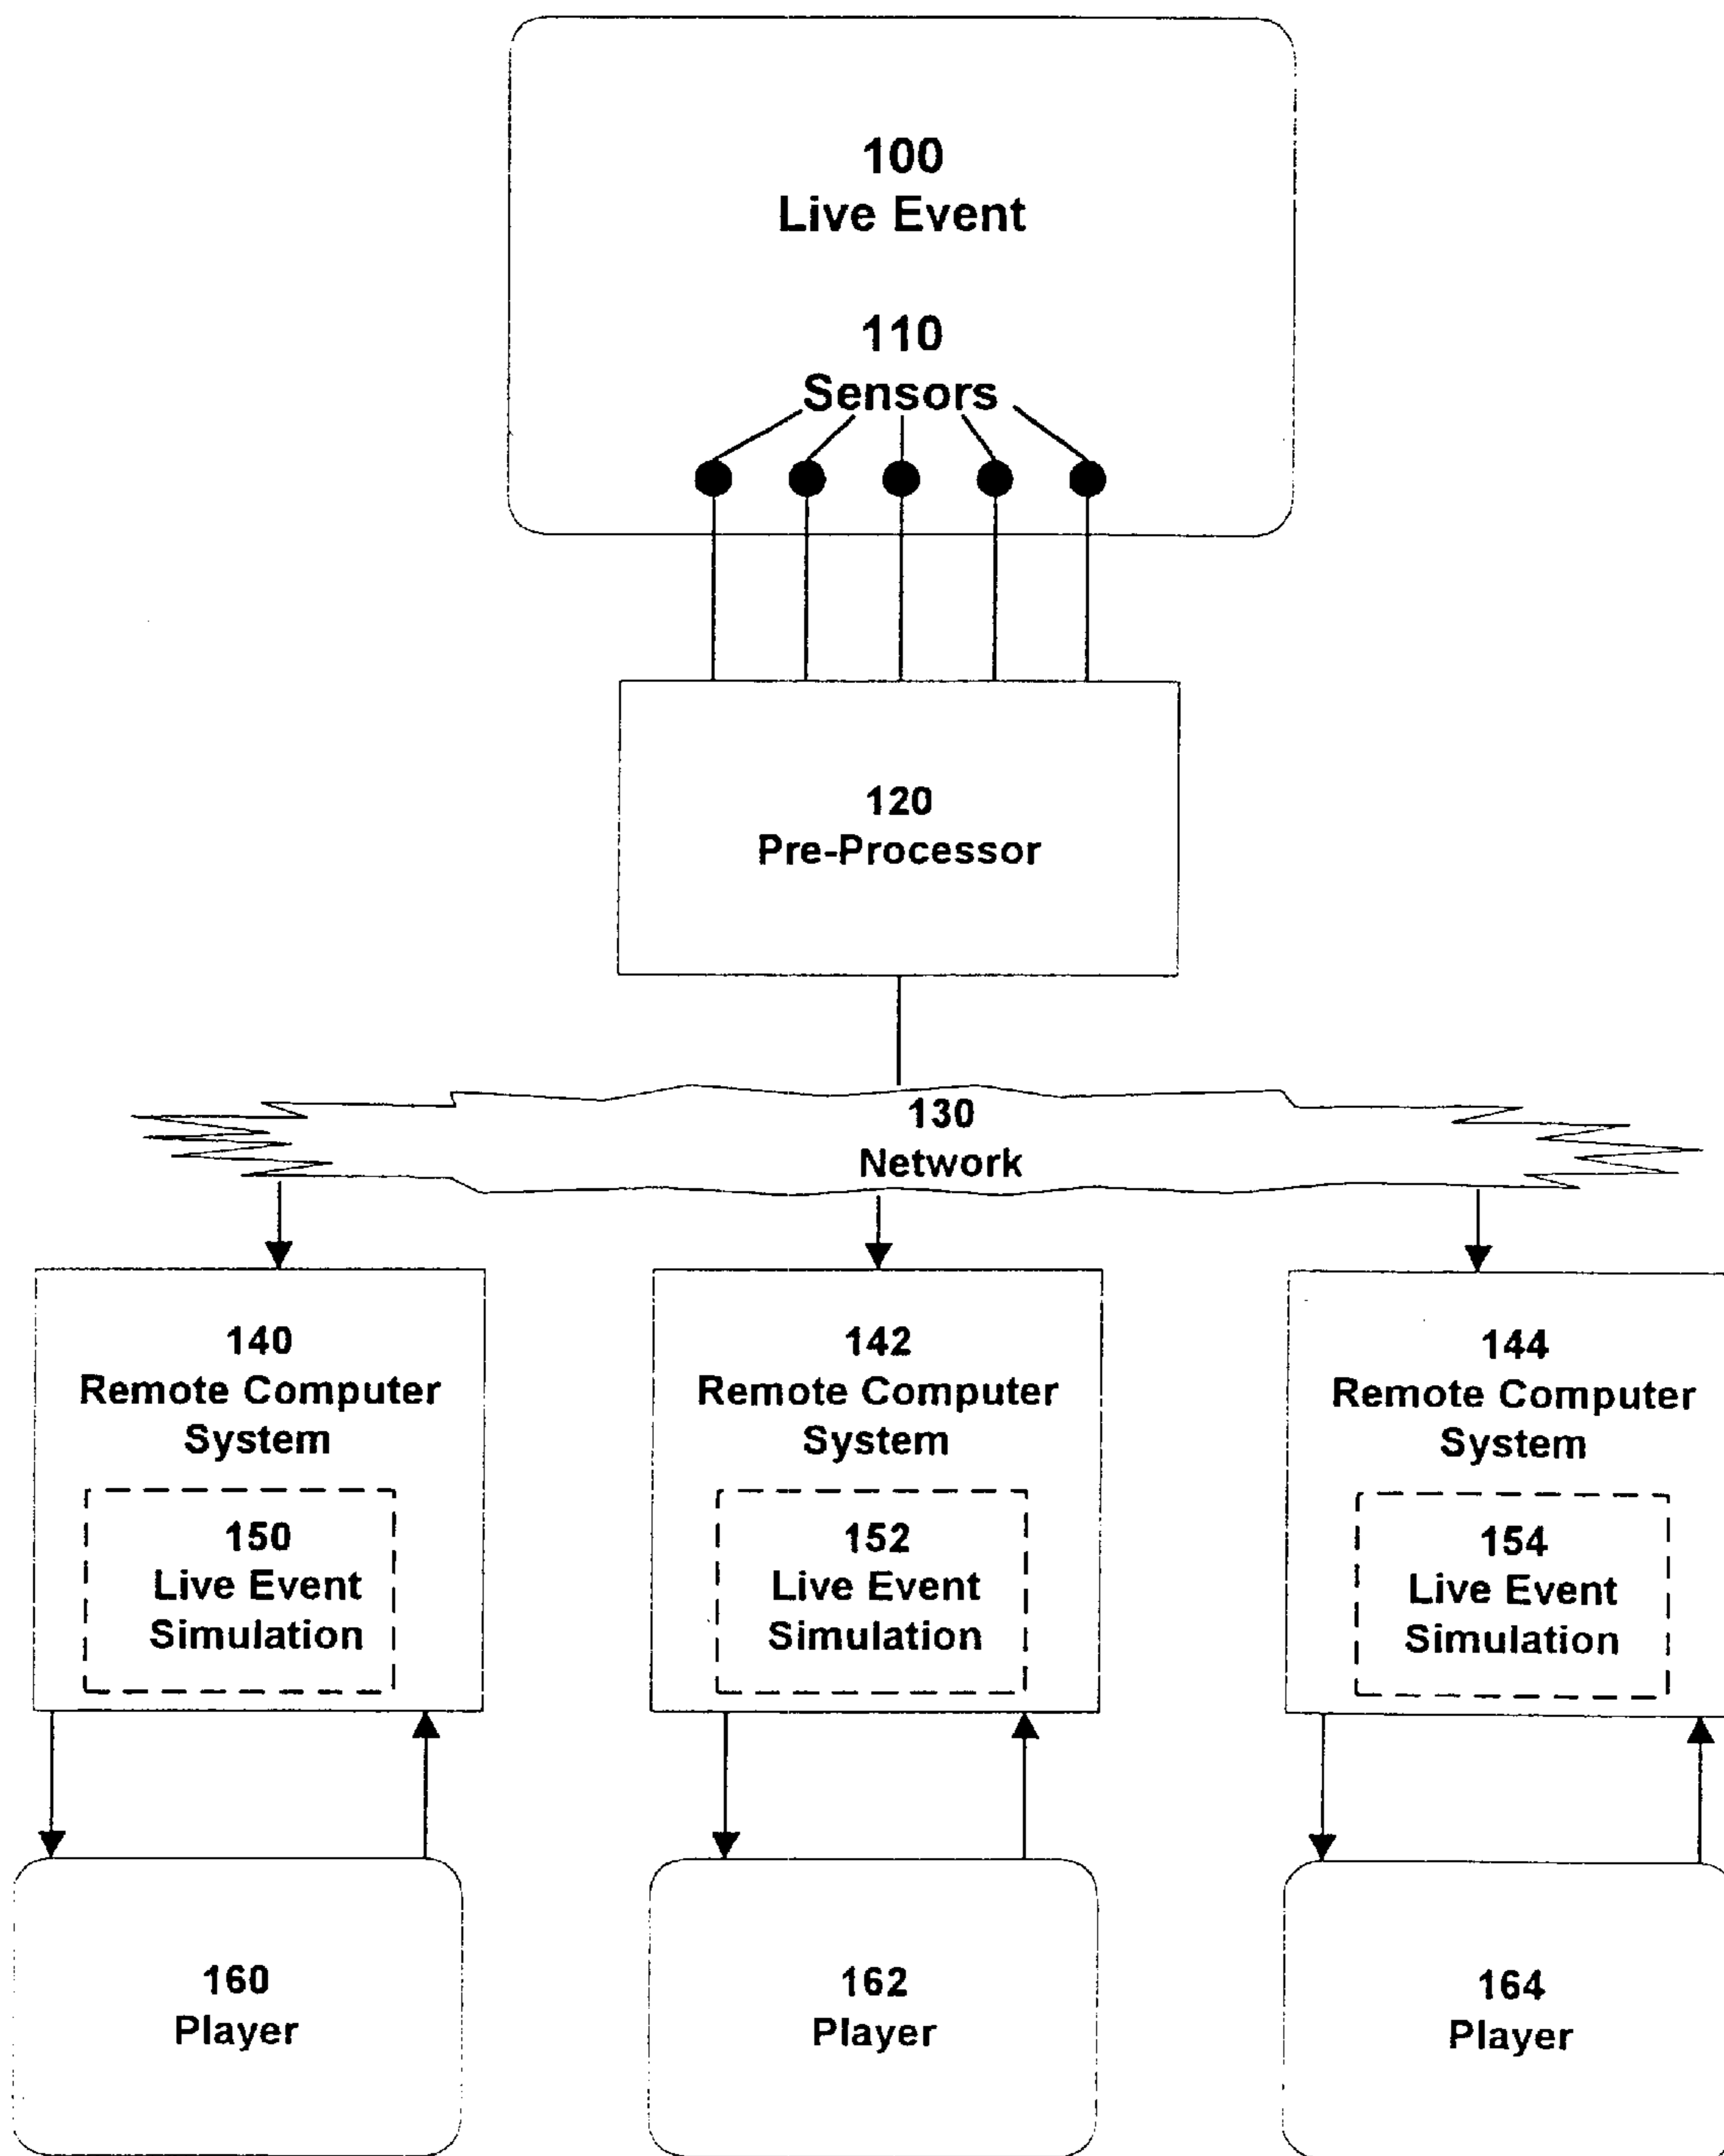 100
Live Event
110
Sensors
120
Pre-Processor
130
Network
140
Remote Computer
System
150
Live Event
Simulation
142
Remote Computer
System
152
Live Event
Simulation
144
Remote Computer
System
154
Live Event
Simulation
160
Player
162
Player
164
Player